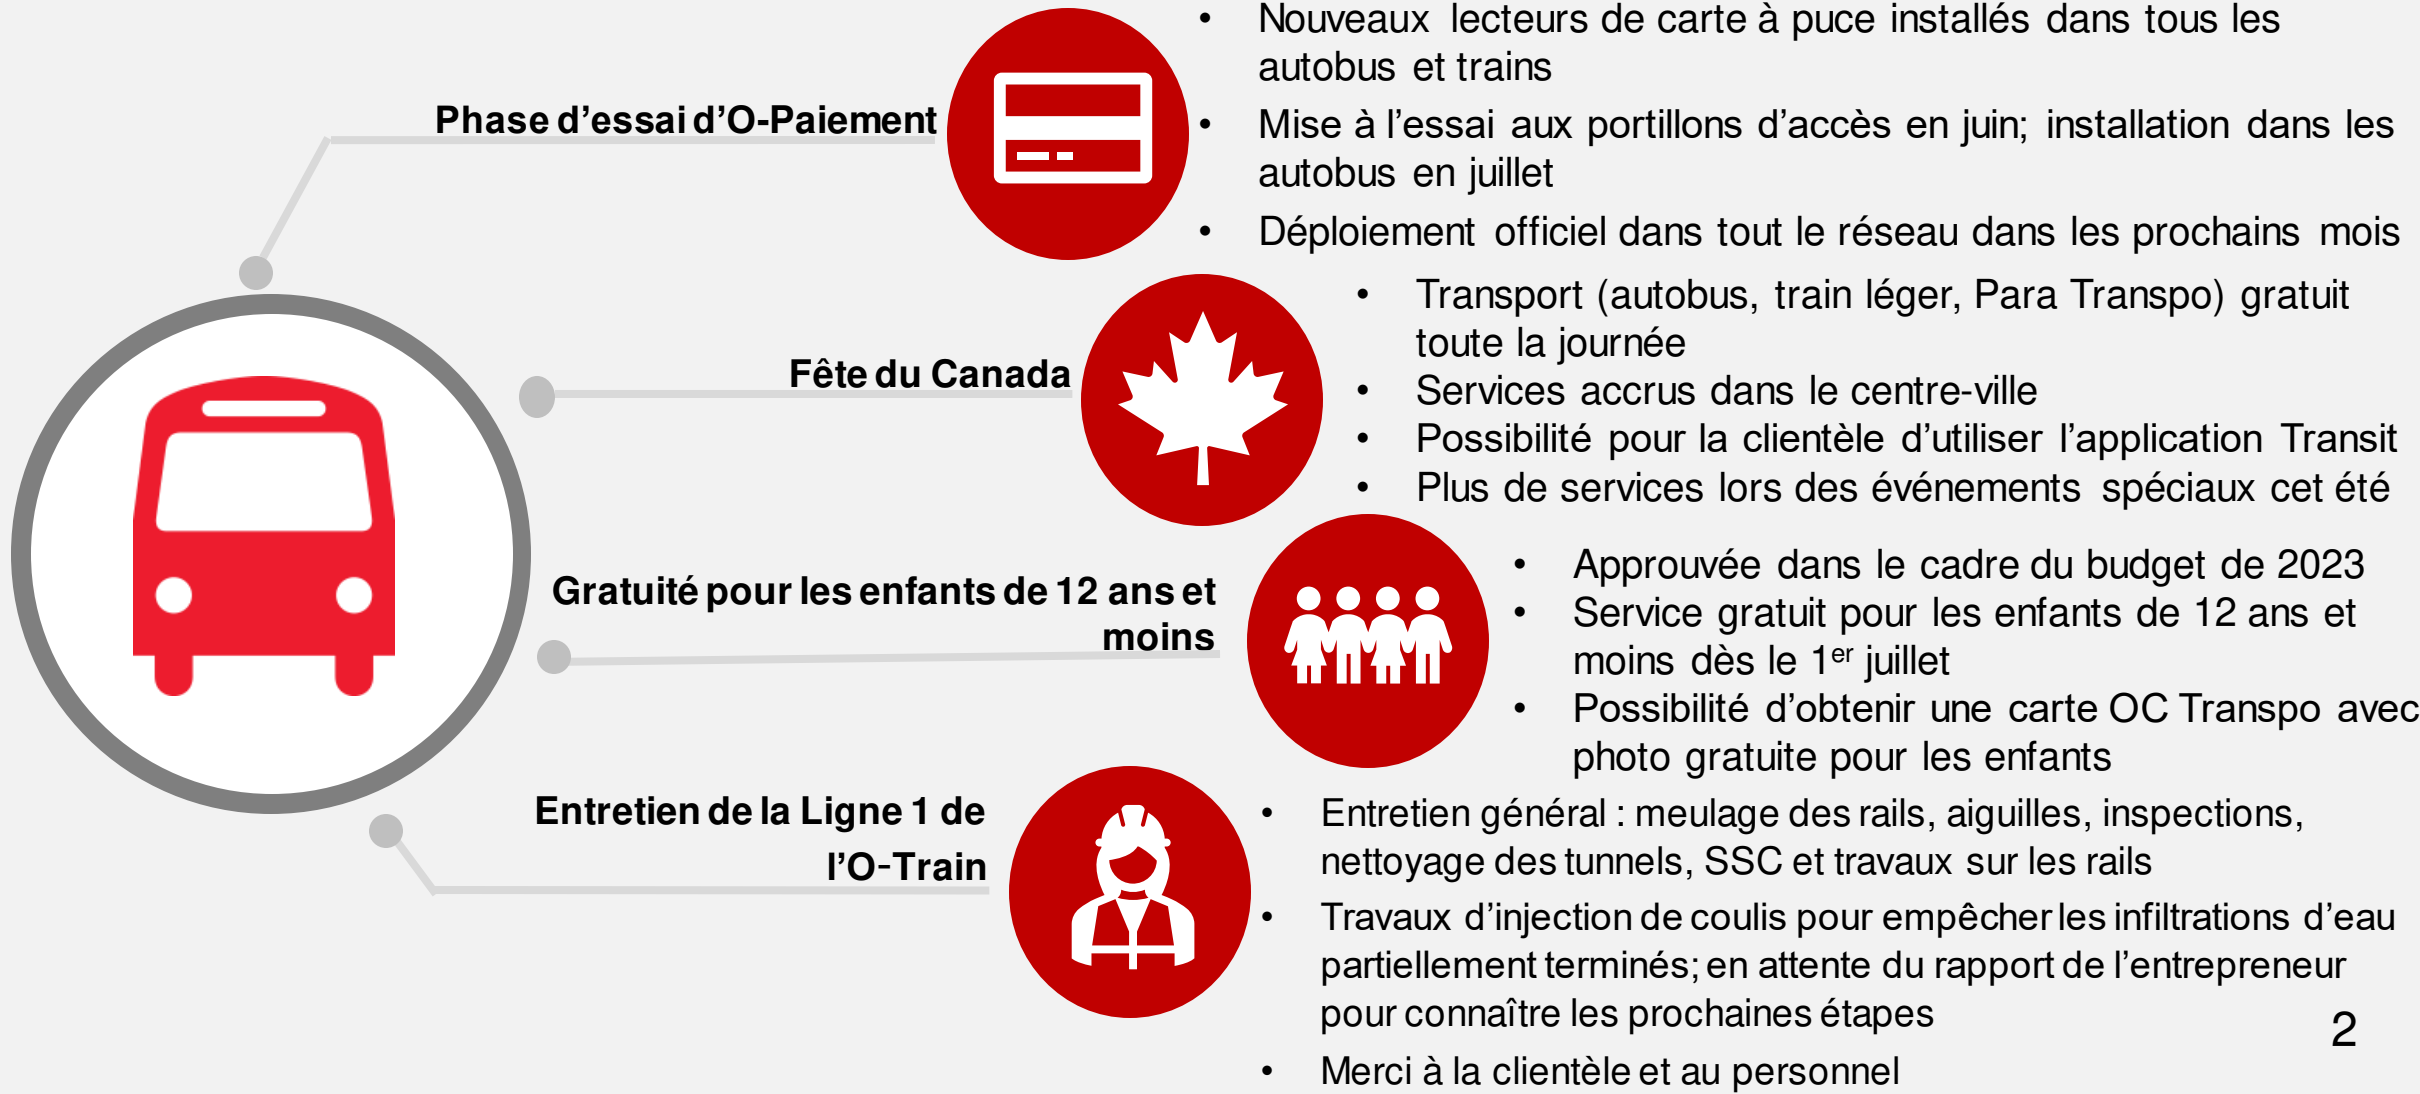 Phase d’essai d’O-Paiement
• Nouveaux lecteurs de carte à puce installés dans tous les
autobus et trains
• Mise à l’essai aux portillons d’accès en juin; installation dans les
autobus en juillet
• Déploiement officiel dans tout le réseau dans les prochains mois
Fête du Canada
• Transport (autobus, train léger, Para Transpo) gratuit
toute la journée
• Services accrus dans le centre-ville
• Possibilité pour la clientèle d’utiliser l’application Transit
• Plus de services lors des événements spéciaux cet été
Gratuité pour les enfants de 12 ans et
moins
• Approuvée dans le cadre du budget de 2023
• Service gratuit pour les enfants de 12 ans et
moins dès le 1er juillet
• Possibilité d’obtenir une carte OC Transpo avec
photo gratuite pour les enfants
Entretien de la Ligne 1 de
l’O-Train
• Entretien général : meulage des rails, aiguilles, inspections,
nettoyage des tunnels, SSC et travaux sur les rails
• Travaux d’injection de coulis pour empêcher les infiltrations d’eau
partiellement terminés; en attente du rapport de l’entrepreneur
pour connaître les prochaines étapes
• Merci à la clientèle et au personnel
2